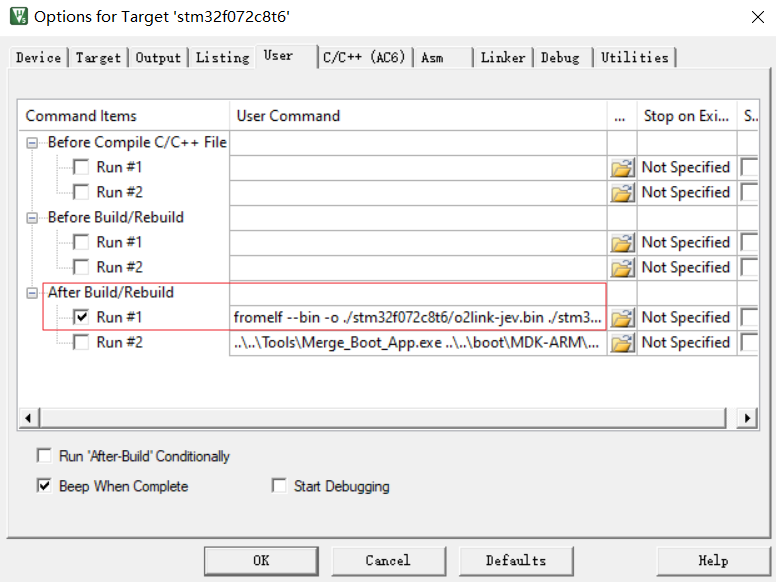 Options for Target 'stm32f072c8t6'
Device Target Output Listing User C/C++ (AC6) Asm Linker Debug Utilities
Command Items User Command ... Stop on Exi... S..
Before Compile C/C++ File
Run #1 Not Specified
Run #2 Not Specified
Before Build/Rebuild
Run #1 Not Specified
Run #2 Not Specified
After Build/Rebuild
Run #1 fromelf --bin -o ./stm32f072c8t6/o2link-jev.bin ./stm3... Not Specified
Run #2 ..\..\Tools\Merge_Boot_App.exe ..\..\boot\MDK-ARM\... Not Specified
Run 'After-Build' Conditionally
Beep When Complete Start Debugging
OK Cancel Defaults Help